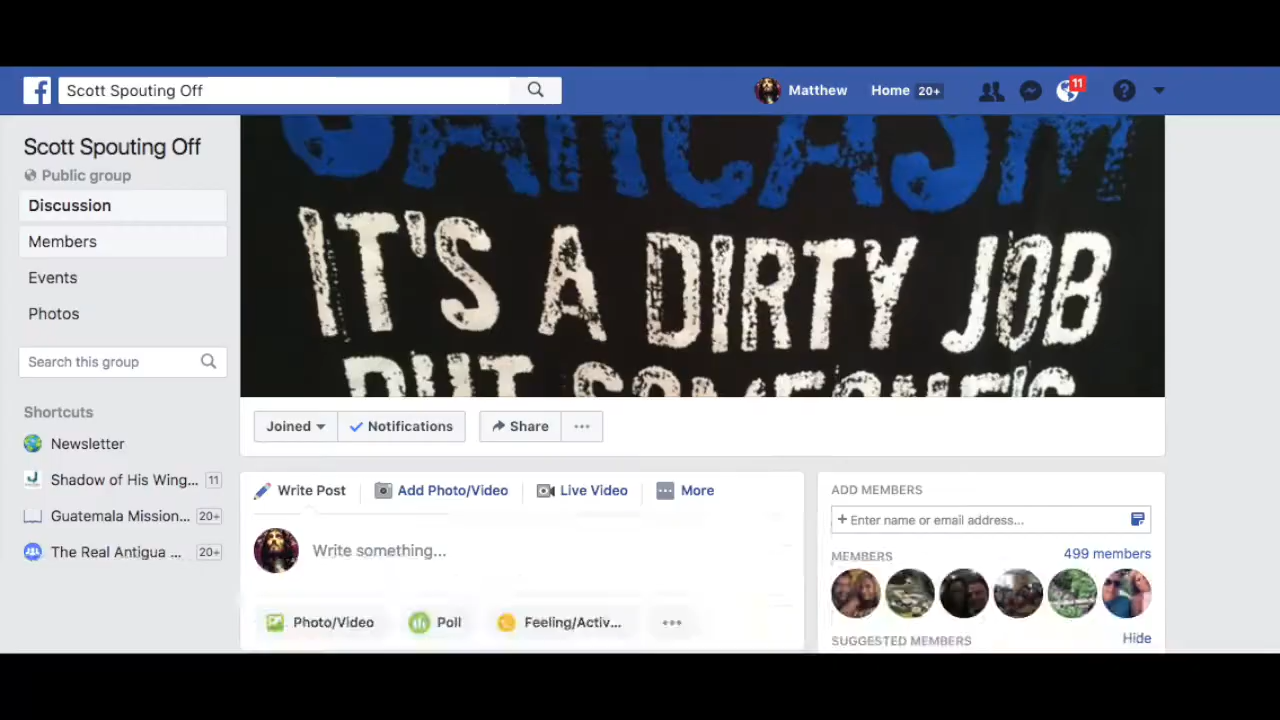 Scott Spouting Off
Matthew
Home 20+
11
Scott Spouting Off
Public group
Discussion
Members
Events
Photos
Search this group
Shortcuts
Newsletter
Shadow of His Wing... 11
Guatemala Mission... 20+
The Real Antigua ... 20+
SARCASM
IT'S A DIRTY JOB
BUT SOMEONE'S
Joined
Notifications
Share
Write Post
Add Photo/Video
Live Video
More
Write something...
Photo/Video
Poll
Feeling/Activ...
ADD MEMBERS
+ Enter name or email address...
MEMBERS
499 members
SUGGESTED MEMBERS
Hide